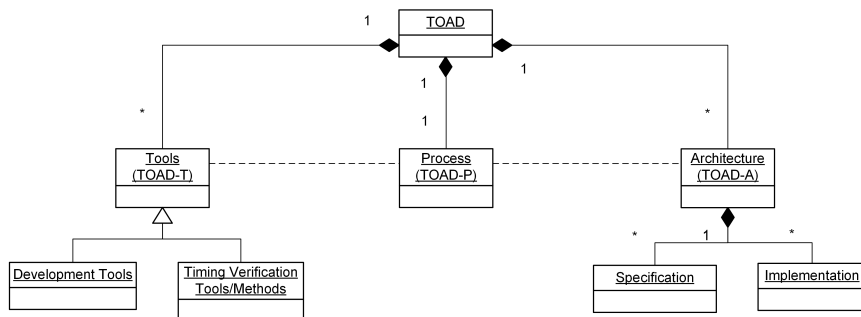 TOAD
1
1
1
*
1
*
Tools
(TOAD-T)
Process
(TOAD-P)
Architecture
(TOAD-A)
*
1
*
Development Tools
Timing Verification
Tools/Methods
Specification
Implementation